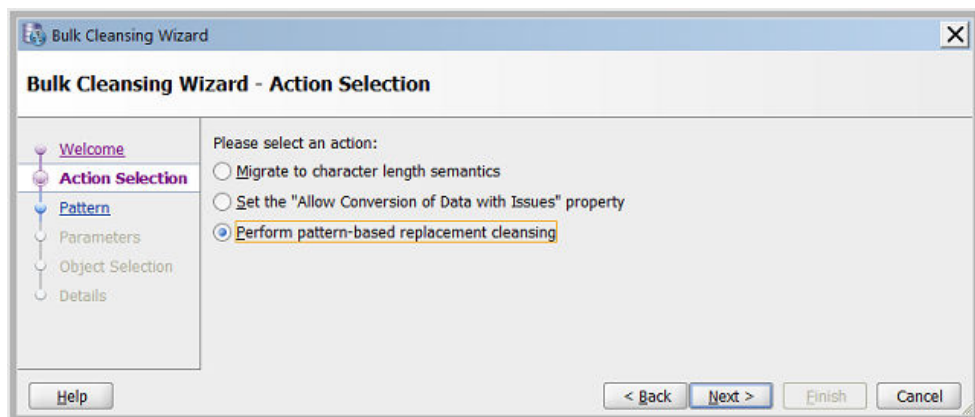 Bulk Cleansing Wizard
Bulk Cleansing Wizard - Action Selection
Welcome
Action Selection
Pattern
Parameters
Object Selection
Details
Please select an action:
Migrate to character length semantics
Set the "Allow Conversion of Data with Issues" property
Perform pattern-based replacement cleansing
Help
< Back
Next >
Finish
Cancel